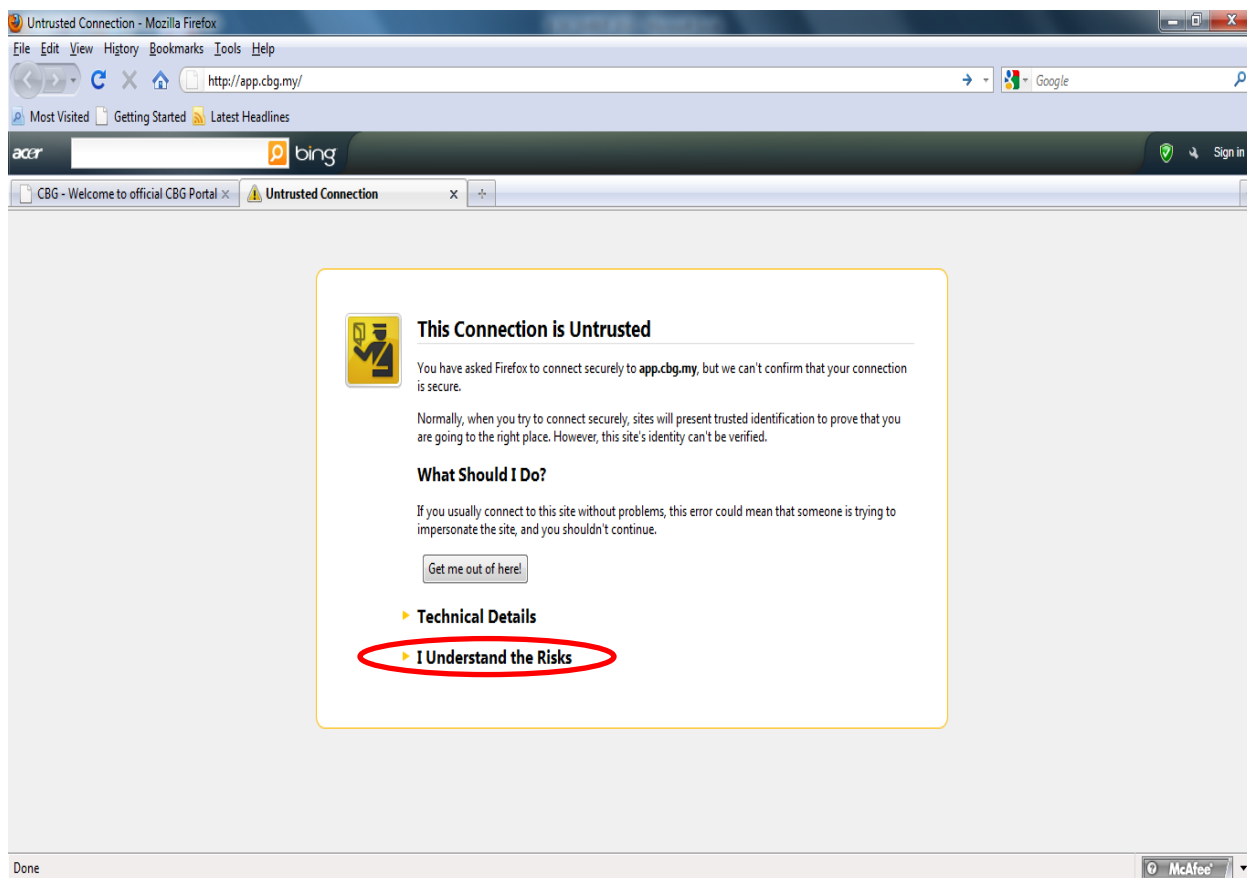 Untrusted Connection - Mozilla Firefox
File Edit View History Bookmarks Tools Help
http://app.cbg.my/
Google
Most Visited Getting Started Latest Headlines
acer bing Sign in
CBG - Welcome to official CBG Portal Untrusted Connection
This Connection is Untrusted
You have asked Firefox to connect securely to app.cbg.my, but we can't confirm that your connection
is secure.
Normally, when you try to connect securely, sites will present trusted identification to prove that you
are going to the right place. However, this site's identity can't be verified.
What Should I Do?
If you usually connect to this site without problems, this error could mean that someone is trying to
impersonate the site, and you shouldn't continue.
Get me out of here!
Technical Details
I Understand the Risks
Done
McAfee